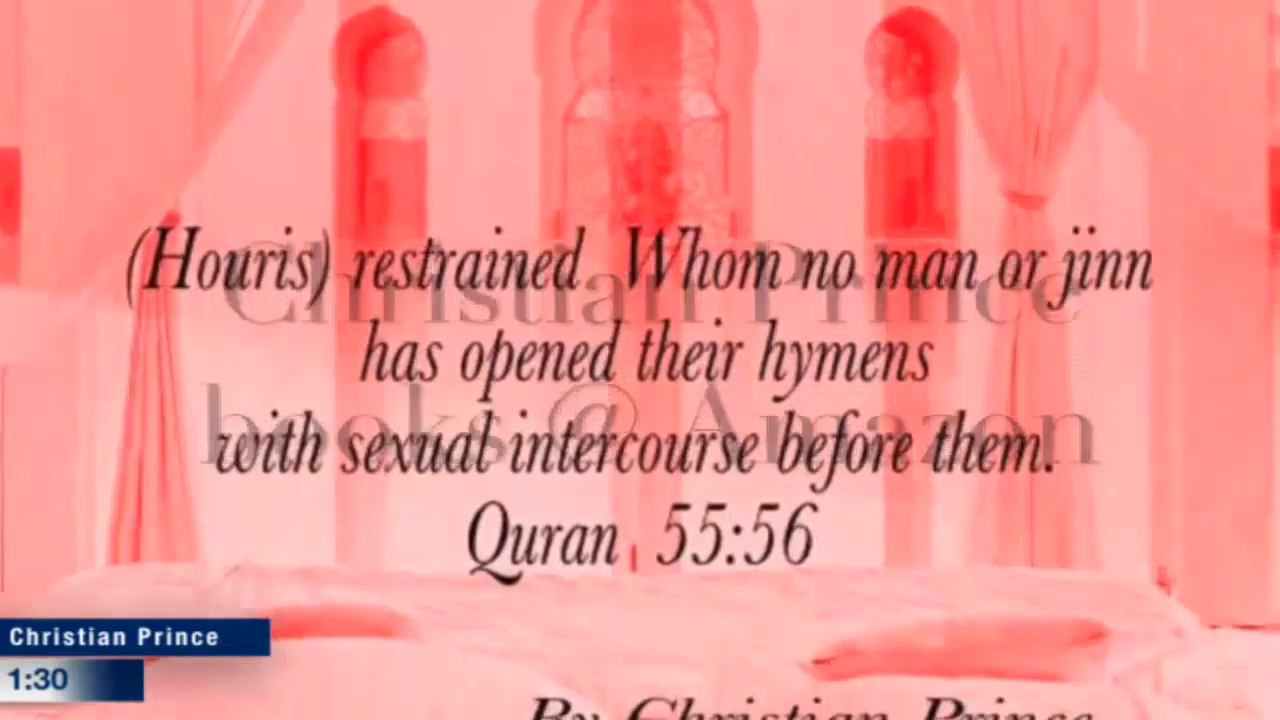 (Houris) restrained Whom no man or jinn
Christian Prince
has opened their hymens
books @ Amazon
with sexual intercourse before them.
Quran 55:56
Christian Prince
1:30
By Christian Prince